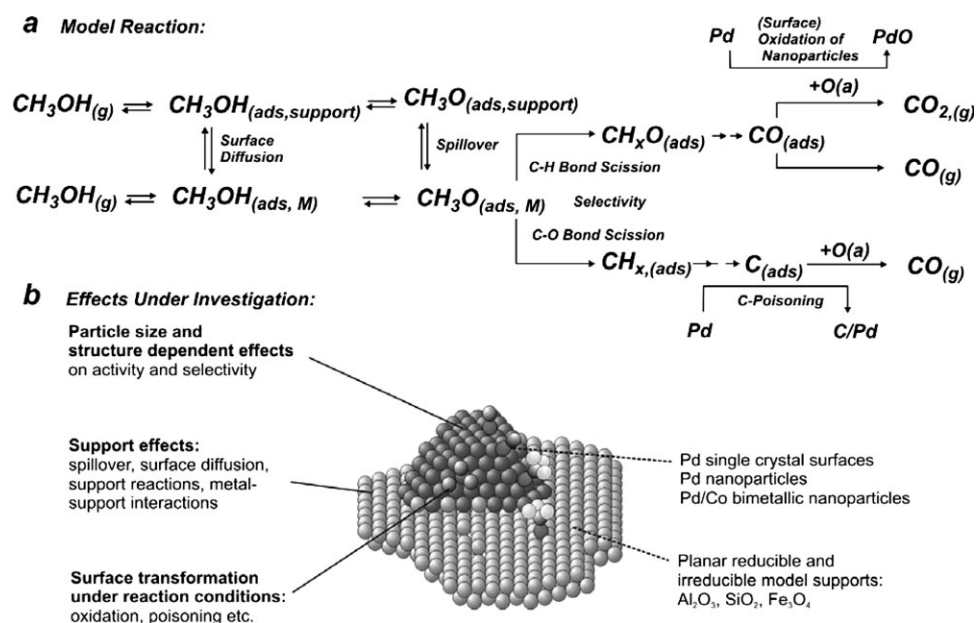 a Model Reaction:
Pd (Surface) Oxidation of Nanoparticles PdO
CH3OH(g) ⇌ CH3OH(ads,support) ⇌ CH3O(ads,support)
+O(a)
CO2,(g)
Surface Diffusion
Spillover
CHxO(ads) → → CO(ads)
C-H Bond Scission
CO(g)
CH3OH(g) ⇌ CH3OH(ads, M) ⇌ CH3O(ads, M)
Selectivity
C-O Bond Scission
CHx,(ads) → → C(ads) +O(a) CO(g)
C-Poisoning
Pd C/Pd
b Effects Under Investigation:
Particle size and
structure dependent effects
on activity and selectivity
Support effects:
spillover, surface diffusion,
support reactions, metal-
support interactions
Surface transformation
under reaction conditions:
oxidation, poisoning etc.
Pd single crystal surfaces
Pd nanoparticles
Pd/Co bimetallic nanoparticles
Planar reducible and
irreducible model supports:
Al2O3, SiO2, Fe3O4